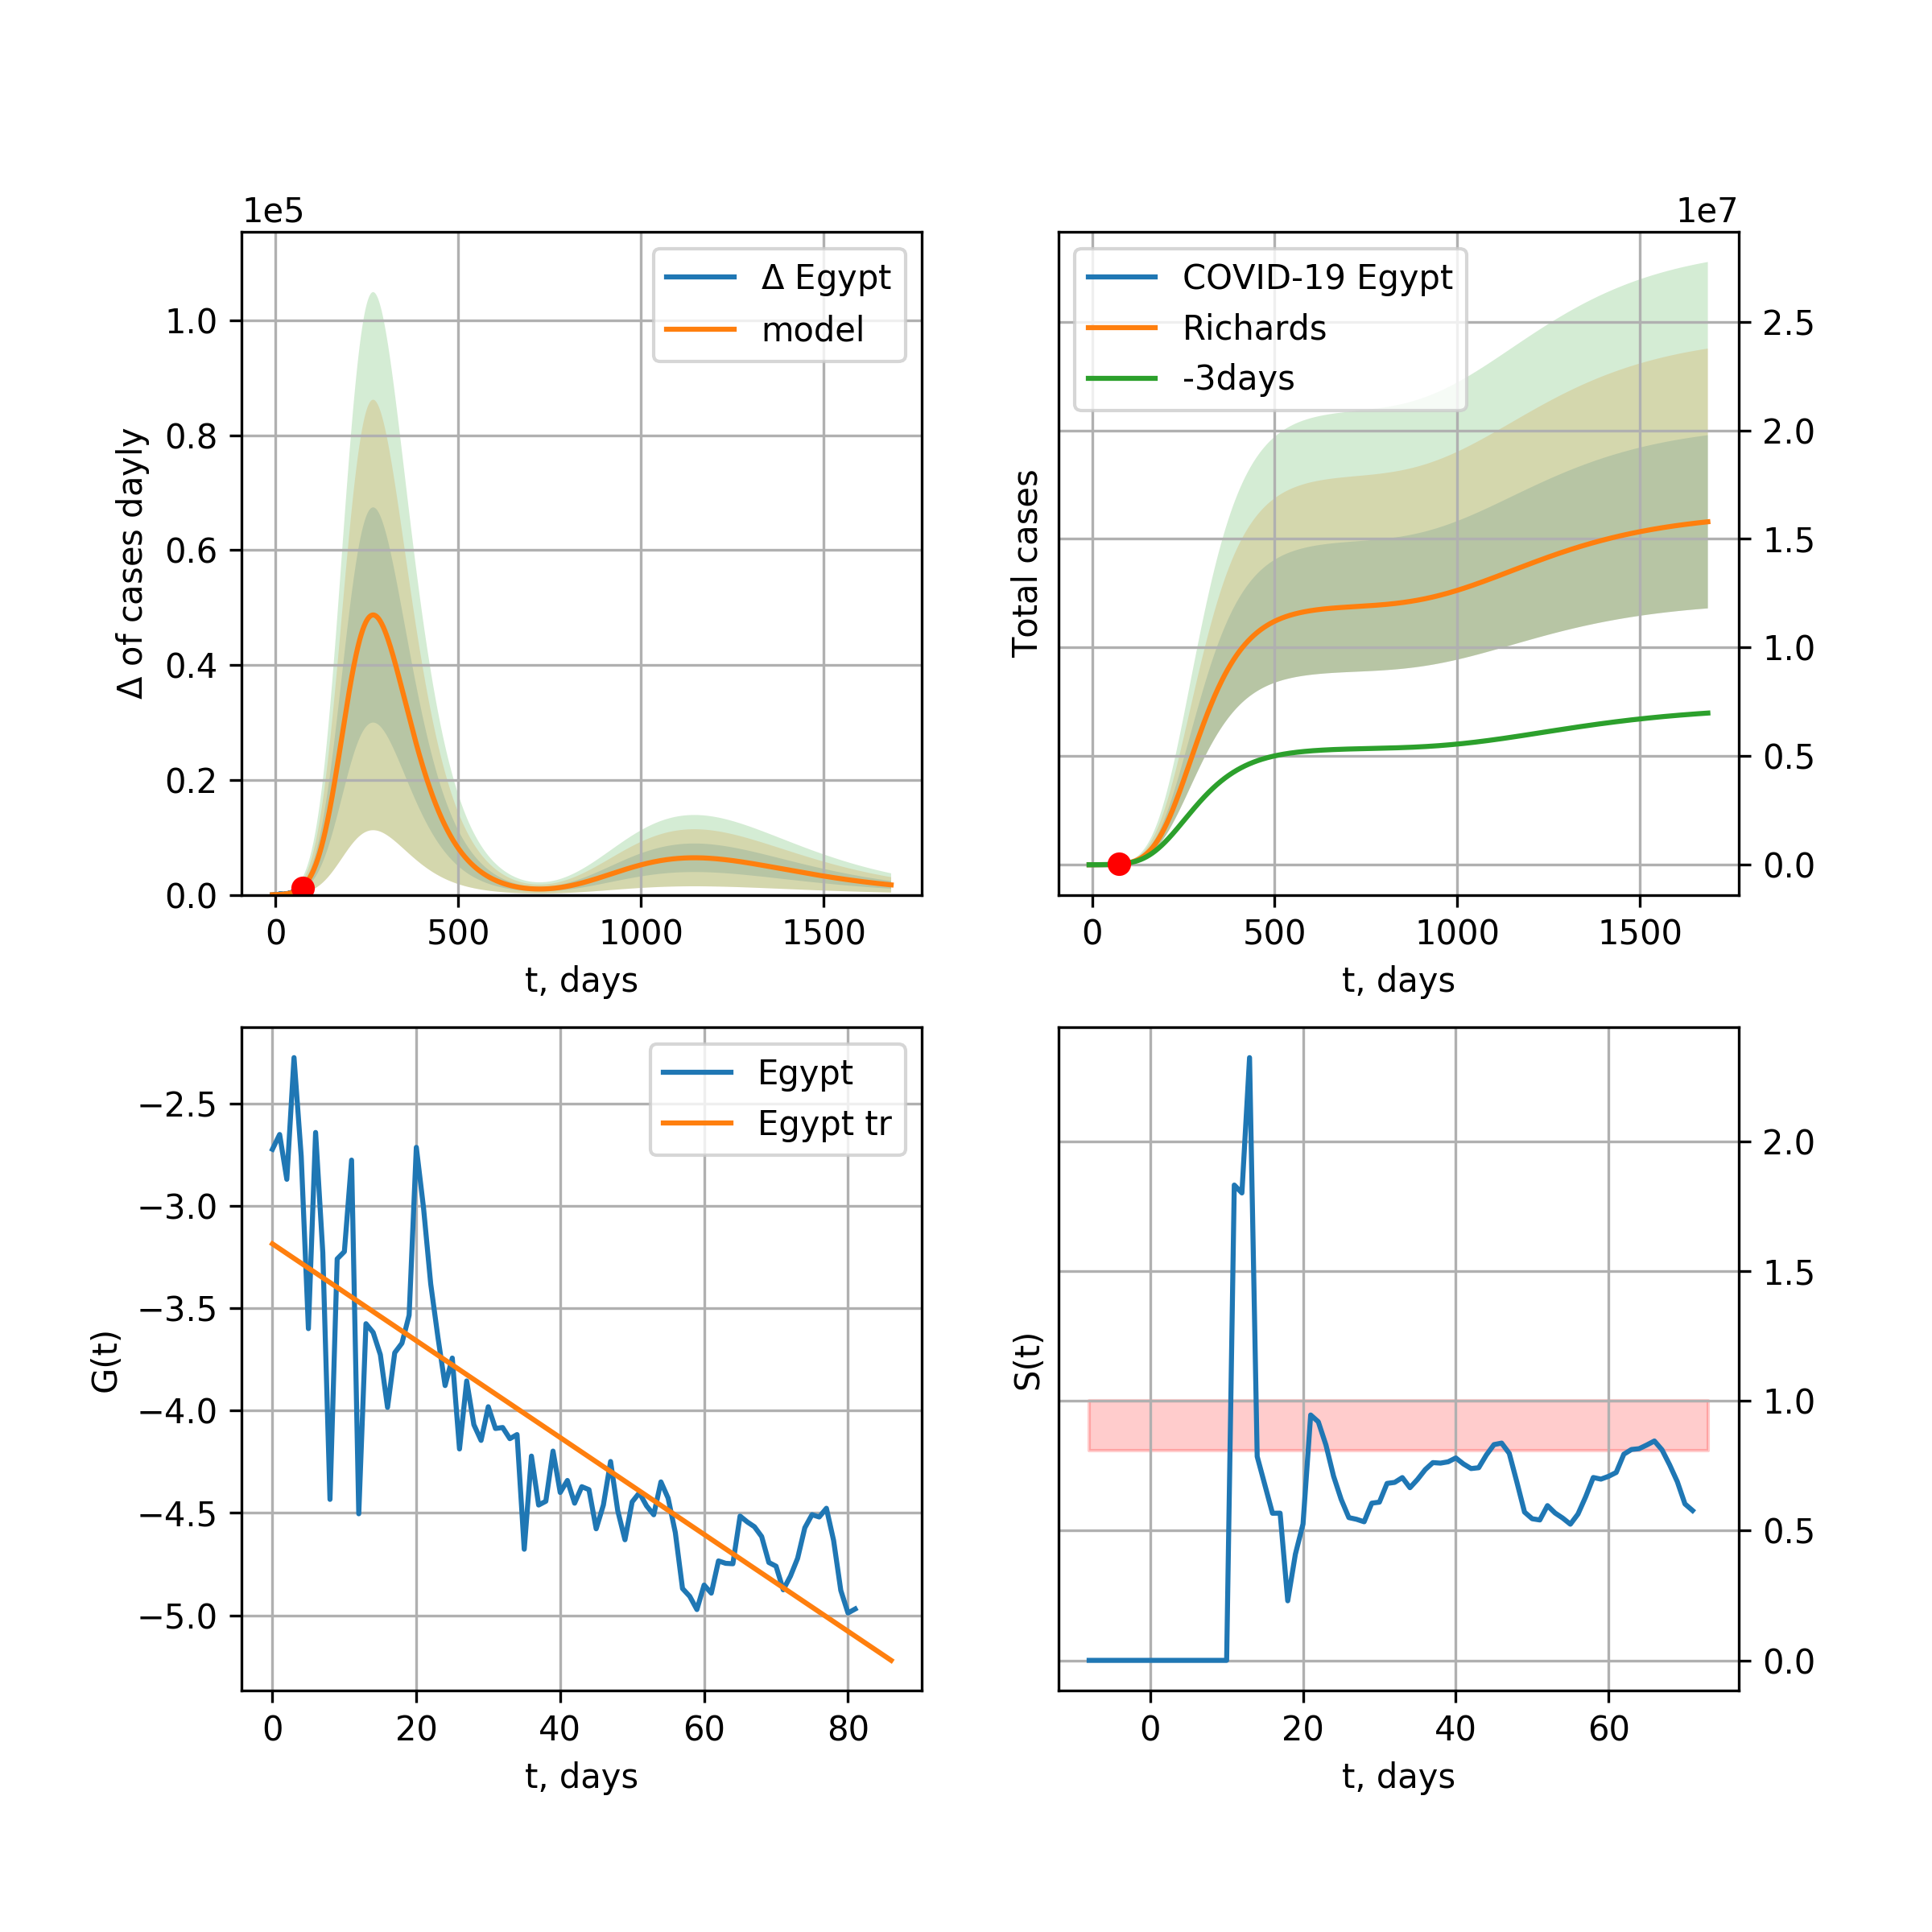 1e5
Δ Egypt
model
1.0
0.8
0.6
0.4
0.2
0.0
Δ of cases dayly
0 500 1000 1500
t, days
1e7
COVID-19 Egypt
Richards
-3days
2.5
2.0
1.5
1.0
0.5
0.0
Total cases
0 500 1000 1500
t, days
Egypt
Egypt tr
−2.5
−3.0
−3.5
−4.0
−4.5
−5.0
G(t)
0 20 40 60 80
t, days
2.0
1.5
1.0
0.5
0.0
S(t)
0 20 40 60
t, days